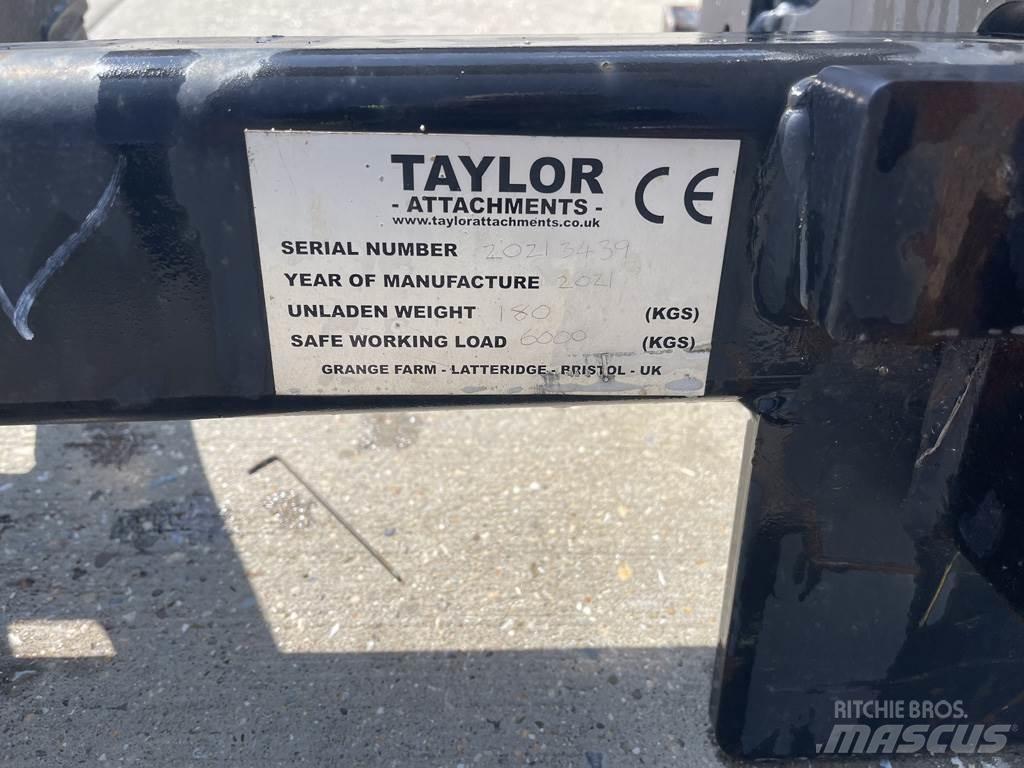 TAYLOR
- ATTACHMENTS -
www.taylorattachments.co.uk
CE
SERIAL NUMBER 20213439
YEAR OF MANUFACTURE 2021
UNLADEN WEIGHT 180 (KGS)
SAFE WORKING LOAD 6000 (KGS)
GRANGE FARM - LATTERIDGE - BRISTOL - UK
RITCHIE BROS.
MASCUS